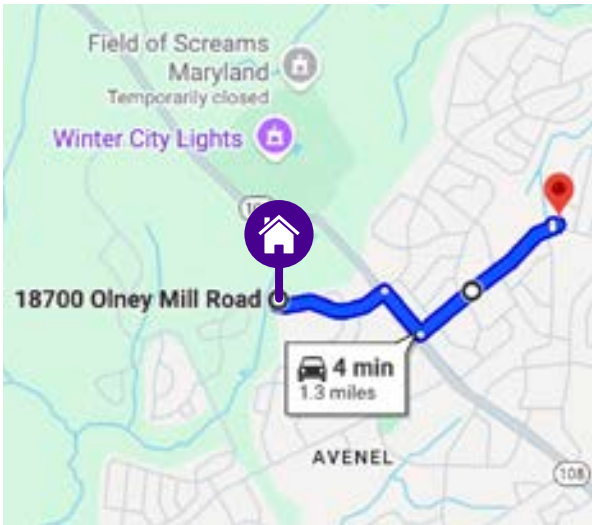 Field of Screams
Maryland
Temporarily closed
Winter City Lights
18700 Olney Mill Road
4 min
1.3 miles
AVENEL
108